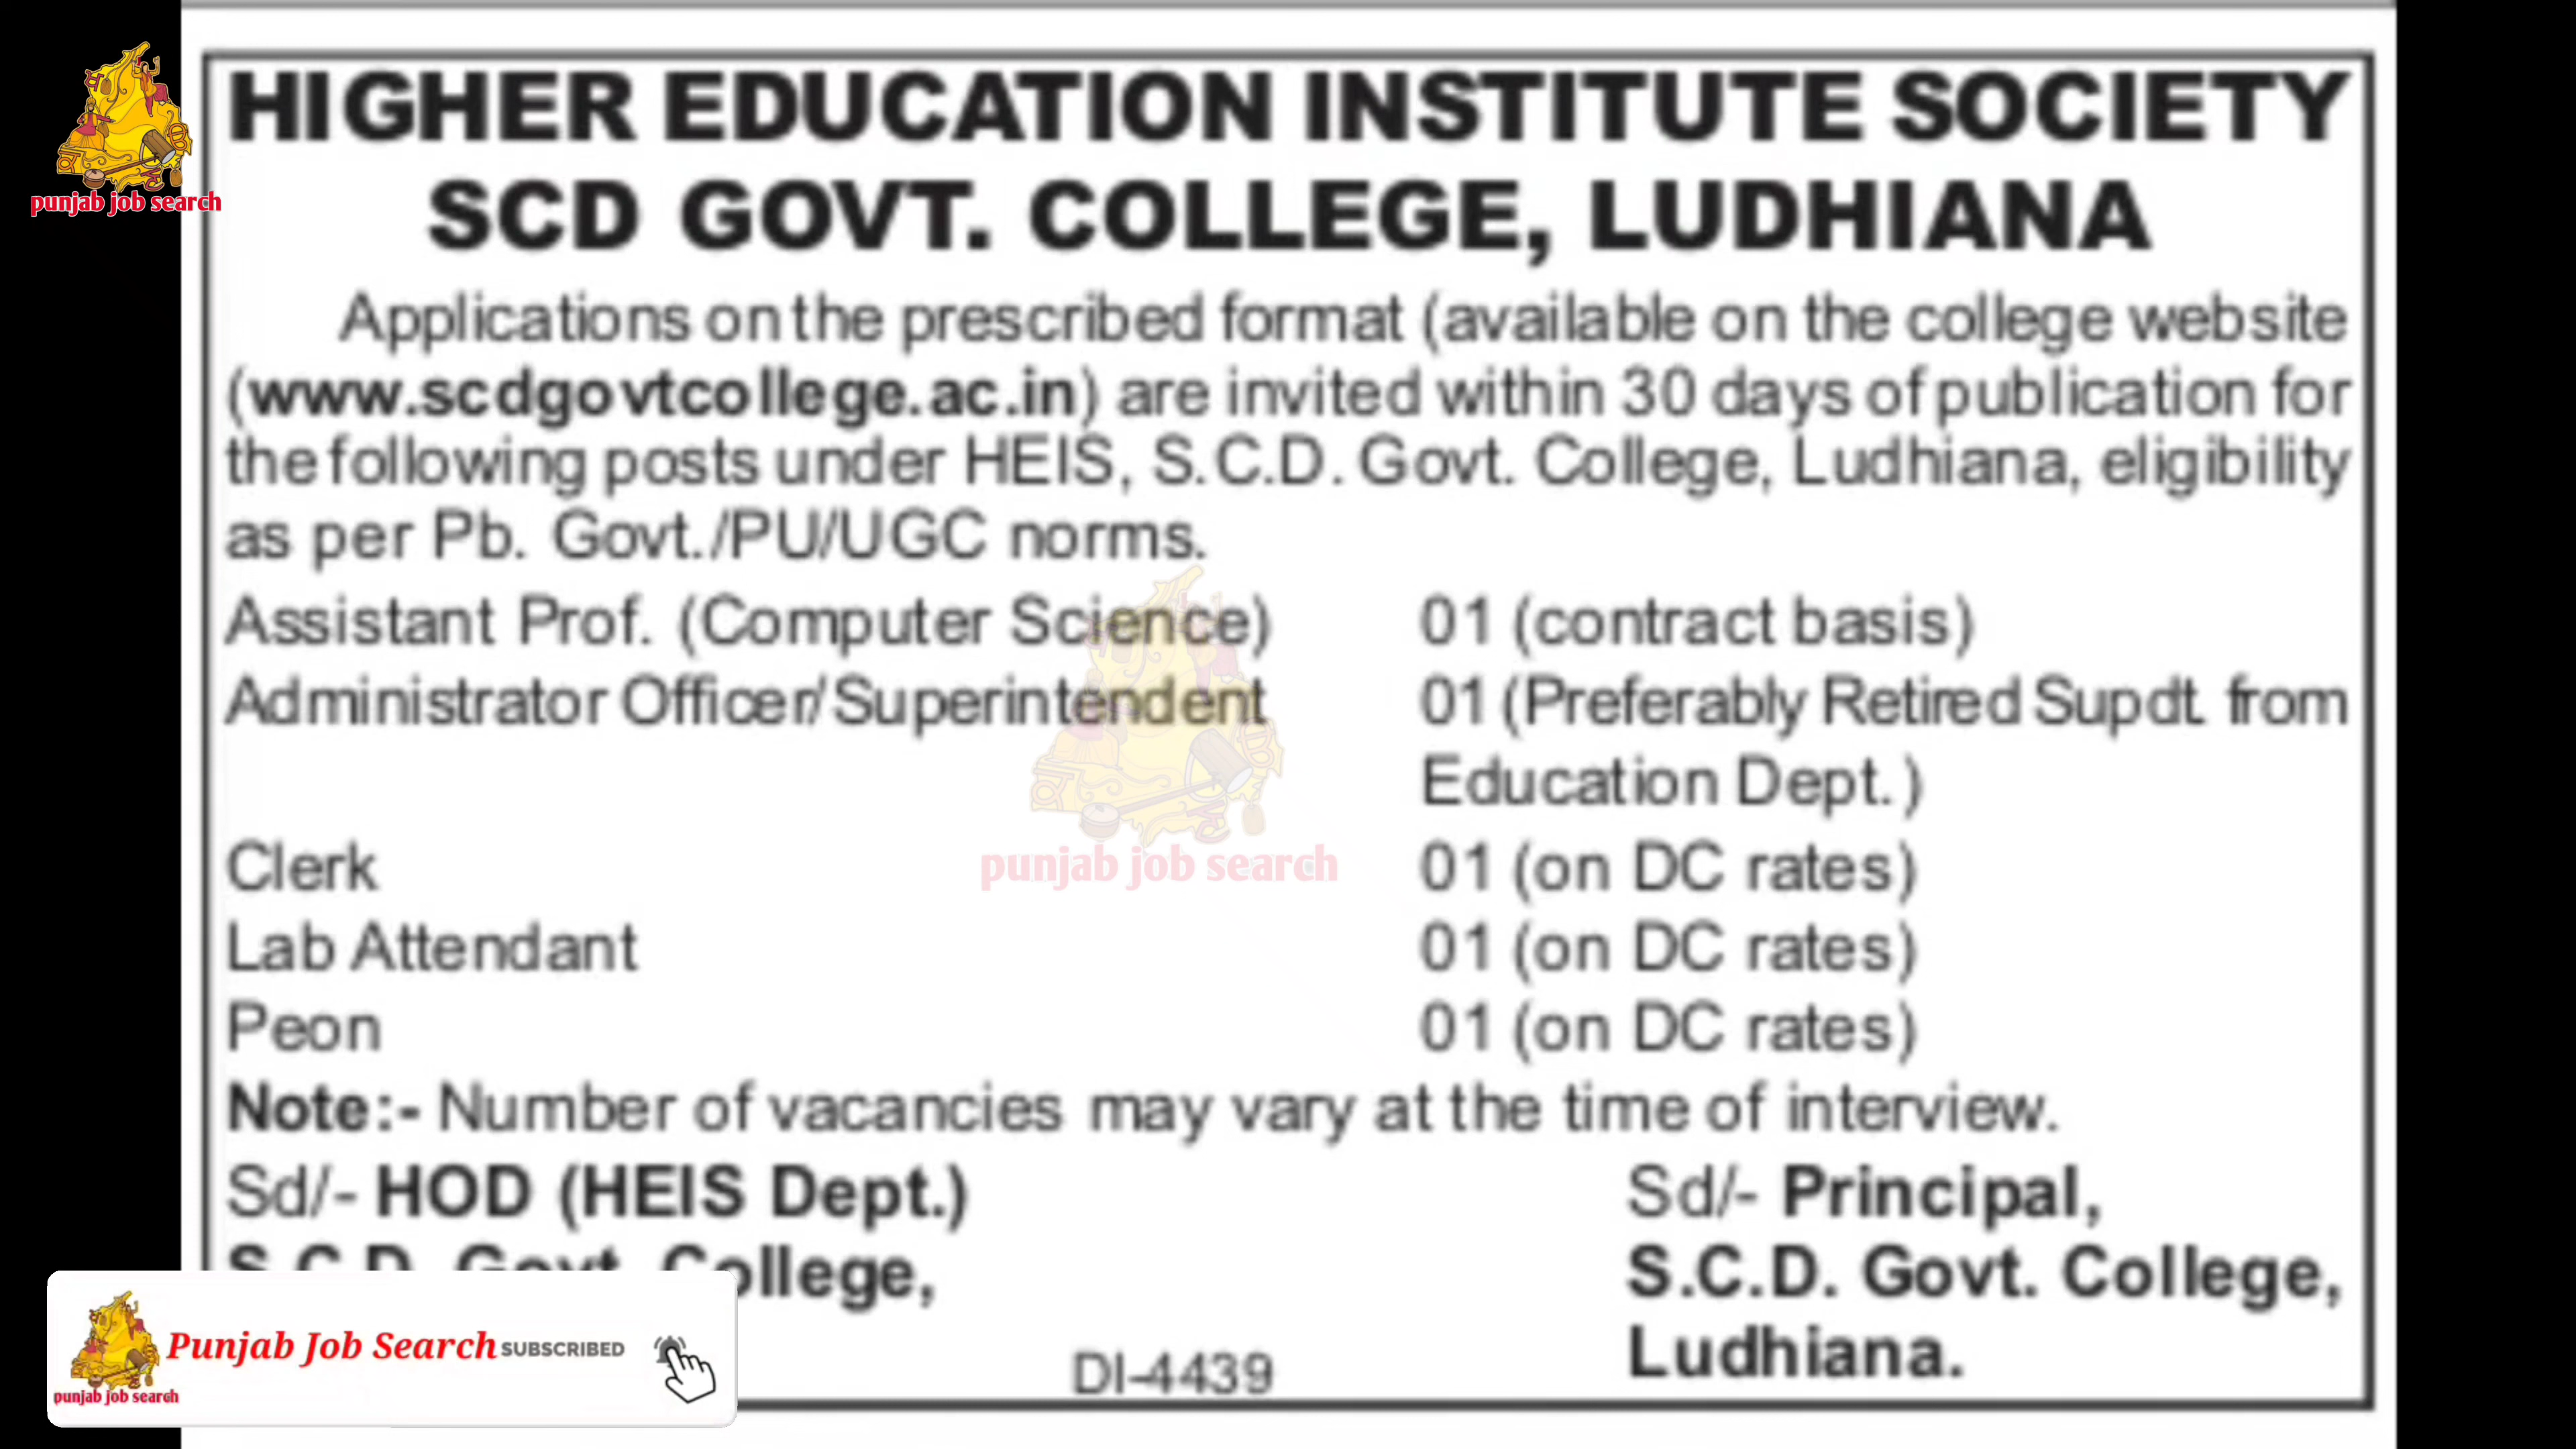 HIGHER EDUCATION INSTITUTE SOCIETY
SCD GOVT. COLLEGE, LUDHIANA
punjab job search
Applications on the prescribed format (available on the college website
(www.scdgovtcollege.ac.in) are invited within 30 days of publication for
the following posts under HEIS, S.C.D. Govt. College, Ludhiana, eligibility
as per Pb. Govt./PU/UGC norms.
Assistant Prof. (Computer Science) 01 (contract basis)
Administrator Officer/Superintendent 01 (Preferably Retired Supdt. from
Education Dept.)
punjab job search
Clerk 01 (on DC rates)
Lab Attendant 01 (on DC rates)
Peon 01 (on DC rates)
Note:- Number of vacancies may vary at the time of interview.
Sd/- HOD (HEIS Dept.) Sd/- Principal,
S.C.D. Govt. College, S.C.D. Govt. College,
Ludhiana.
DI-4439
Punjab Job Search SUBSCRIBED
punjab job search